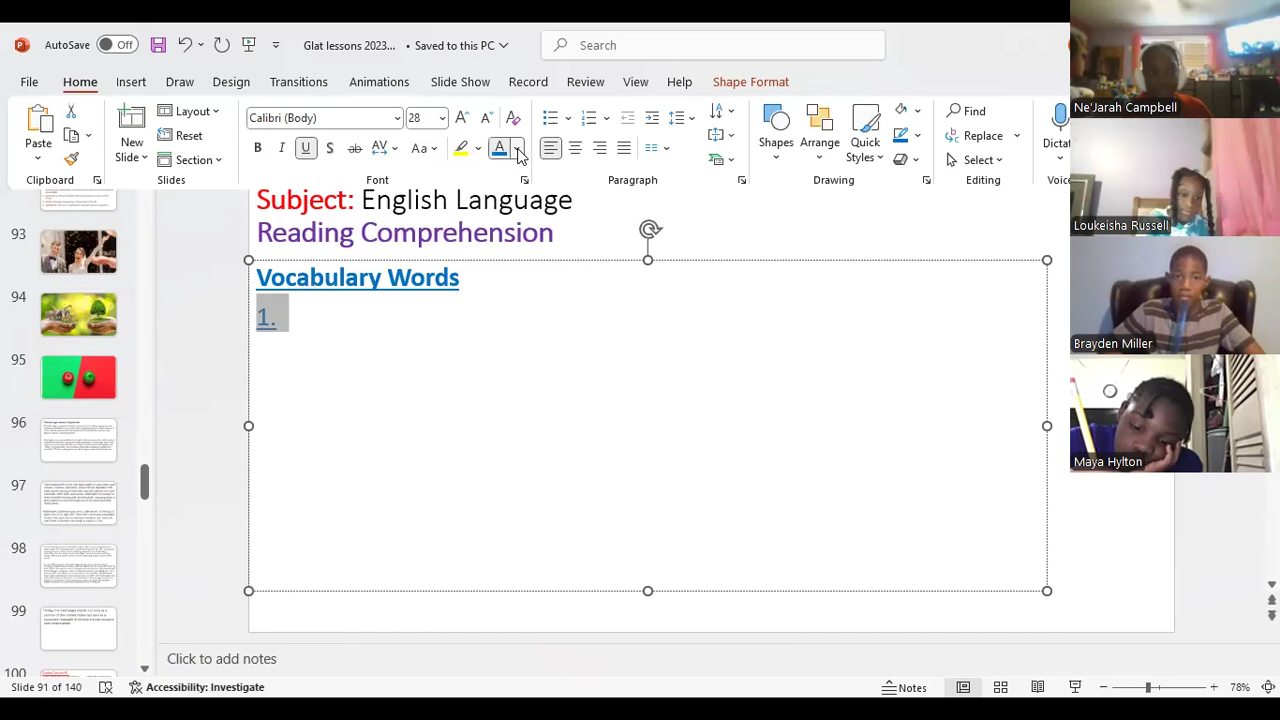 AutoSave Off Glat lessons 2023... • Saved to this PC Search
File Home Insert Draw Design Transitions Animations Slide Show Record Review View Help Shape Format
Paste
New
Slide
Layout
Reset
Section
Calibri (Body) 28
Shapes Arrange Quick
Styles
Find
Replace
Select
Dictat
Clipboard Slides Font Paragraph Drawing Editing Voic
Subject: English Language
Reading Comprehension
Vocabulary Words
1.
93
94
95
96
97
98
99
100
Ne'Jarah Campbell
Loukeisha Russell
Brayden Miller
Maya Hylton
Click to add notes
Slide 91 of 140 Accessibility: Investigate Notes 78%